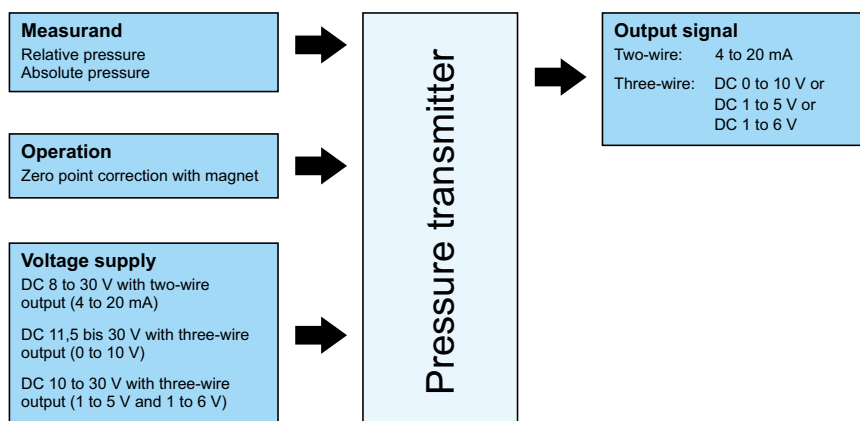 Measurand
Relative pressure
Absolute pressure
Operation
Zero point correction with magnet
Voltage supply
DC 8 to 30 V with two-wire
output (4 to 20 mA)
DC 11,5 bis 30 V with three-wire
output (0 to 10 V)
DC 10 to 30 V with three-wire
output (1 to 5 V and 1 to 6 V)
Pressure transmitter
Output signal
Two-wire: 4 to 20 mA
Three-wire: DC 0 to 10 V or
DC 1 to 5 V or
DC 1 to 6 V